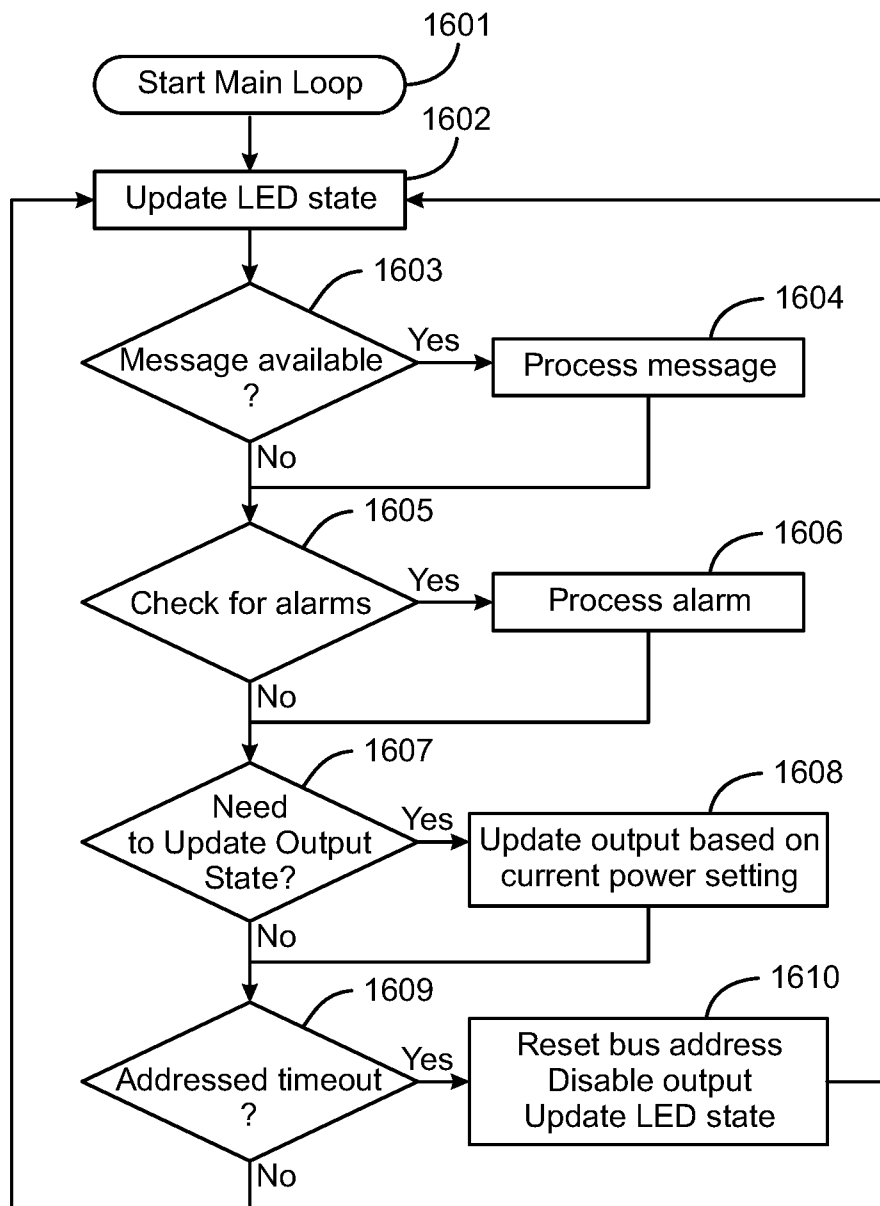 1601
Start Main Loop
1602
Update LED state
1603
Message available
?
Yes
1604
Process message
No
1605
Check for alarms
Yes
1606
Process alarm
No
1607
Need
to Update Output
State?
Yes
1608
Update output based on
current power setting
No
1609
Addressed timeout
?
Yes
1610
Reset bus address
Disable output
Update LED state
No